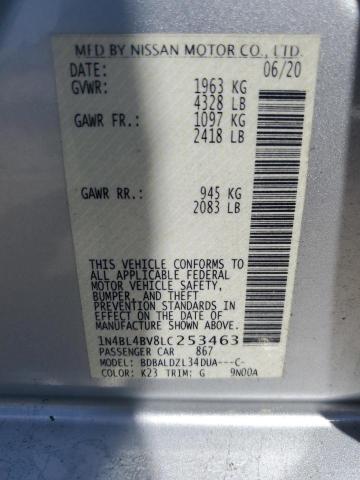 MFD BY NISSAN MOTOR CO., LTD.
DATE: 06/20
GVWR: 1963 KG
4328 LB
GAWR FR.: 1097 KG
2418 LB
GAWR RR.: 945 KG
2083 LB
THIS VEHICLE CONFORMS TO
ALL APPLICABLE FEDERAL
MOTOR VEHICLE SAFETY,
BUMPER, AND THEFT
PREVENTION STANDARDS IN
EFFECT ON THE DATE OF
MANUFACTURE SHOWN ABOVE.
1N4BL4BV8LC253463
PASSENGER CAR 867
MODEL: BDBALDZL34DUA---C-
COLOR: K23 TRIM: G 9N00A